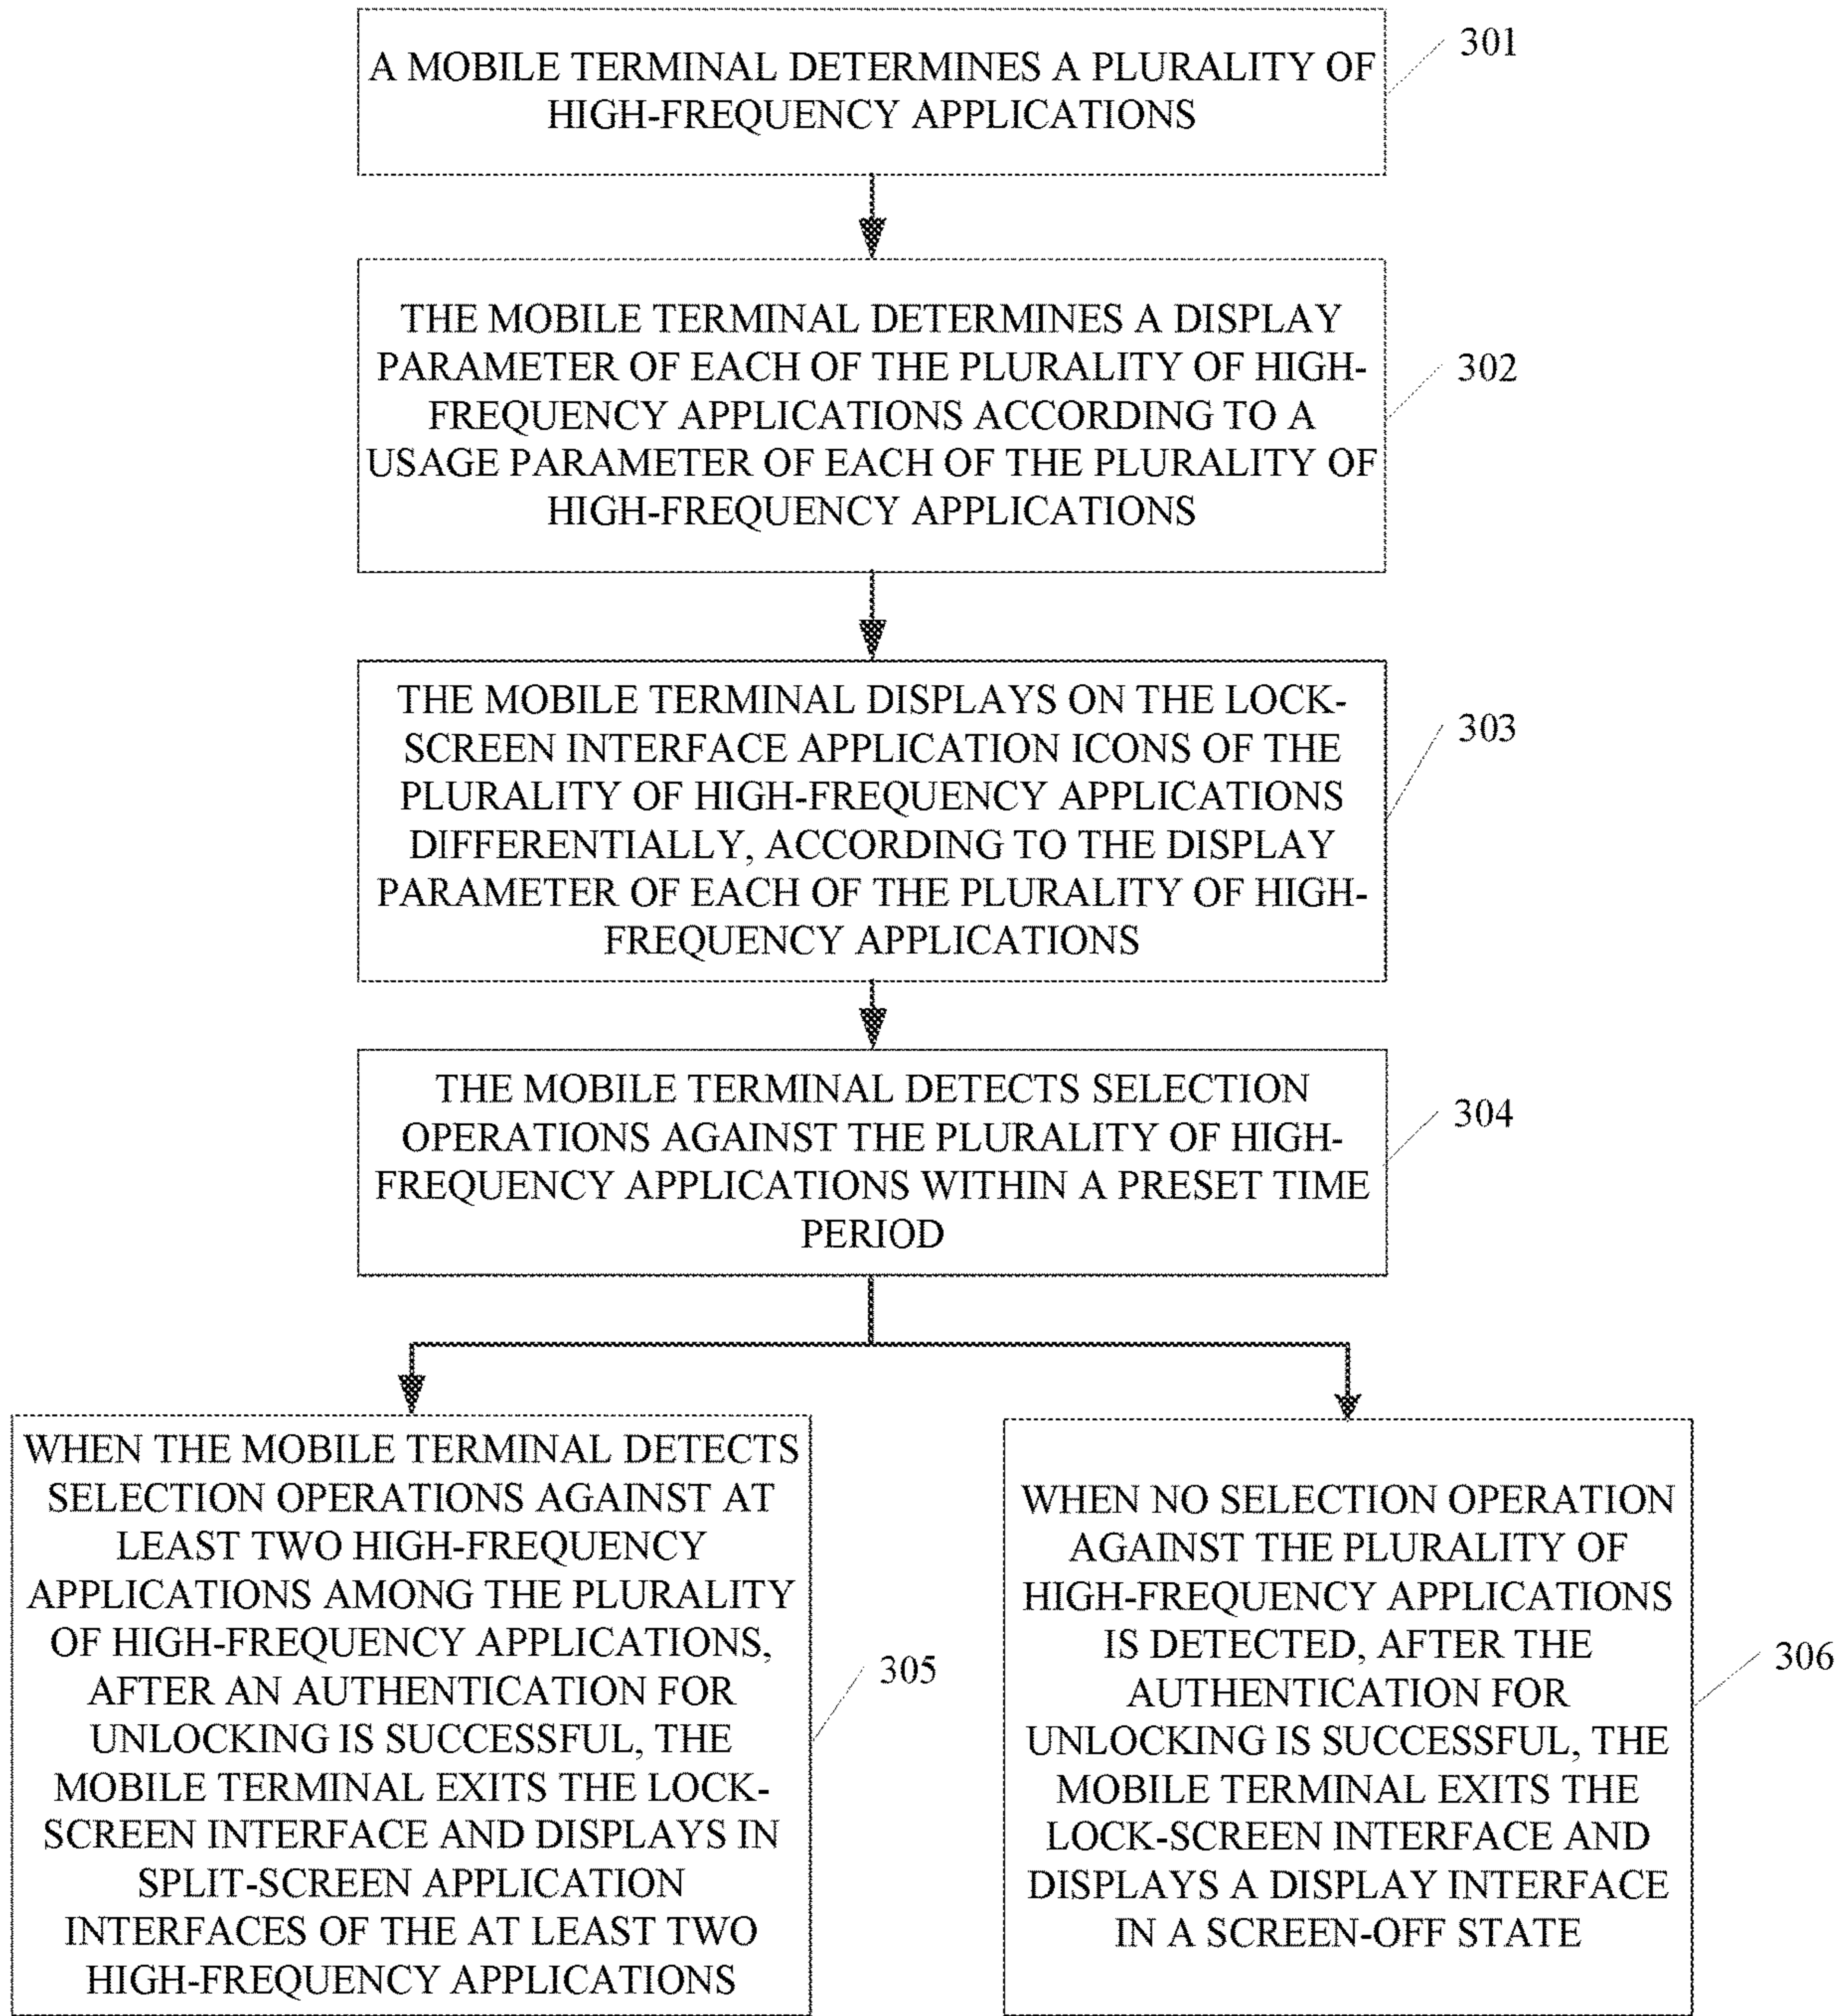 A MOBILE TERMINAL DETERMINES A PLURALITY OF
HIGH-FREQUENCY APPLICATIONS
301
THE MOBILE TERMINAL DETERMINES A DISPLAY
PARAMETER OF EACH OF THE PLURALITY OF HIGH-
FREQUENCY APPLICATIONS ACCORDING TO A
USAGE PARAMETER OF EACH OF THE PLURALITY OF
HIGH-FREQUENCY APPLICATIONS
302
THE MOBILE TERMINAL DISPLAYS ON THE LOCK-
SCREEN INTERFACE APPLICATION ICONS OF THE
PLURALITY OF HIGH-FREQUENCY APPLICATIONS
DIFFERENTIALLY, ACCORDING TO THE DISPLAY
PARAMETER OF EACH OF THE PLURALITY OF HIGH-
FREQUENCY APPLICATIONS
303
THE MOBILE TERMINAL DETECTS SELECTION
OPERATIONS AGAINST THE PLURALITY OF HIGH-
FREQUENCY APPLICATIONS WITHIN A PRESET TIME
PERIOD
304
WHEN THE MOBILE TERMINAL DETECTS
SELECTION OPERATIONS AGAINST AT
LEAST TWO HIGH-FREQUENCY
APPLICATIONS AMONG THE PLURALITY
OF HIGH-FREQUENCY APPLICATIONS,
AFTER AN AUTHENTICATION FOR
UNLOCKING IS SUCCESSFUL, THE
MOBILE TERMINAL EXITS THE LOCK-
SCREEN INTERFACE AND DISPLAYS IN
SPLIT-SCREEN APPLICATION
INTERFACES OF THE AT LEAST TWO
HIGH-FREQUENCY APPLICATIONS
305
WHEN NO SELECTION OPERATION
AGAINST THE PLURALITY OF
HIGH-FREQUENCY APPLICATIONS
IS DETECTED, AFTER THE
AUTHENTICATION FOR
UNLOCKING IS SUCCESSFUL, THE
MOBILE TERMINAL EXITS THE
LOCK-SCREEN INTERFACE AND
DISPLAYS A DISPLAY INTERFACE
IN A SCREEN-OFF STATE
306